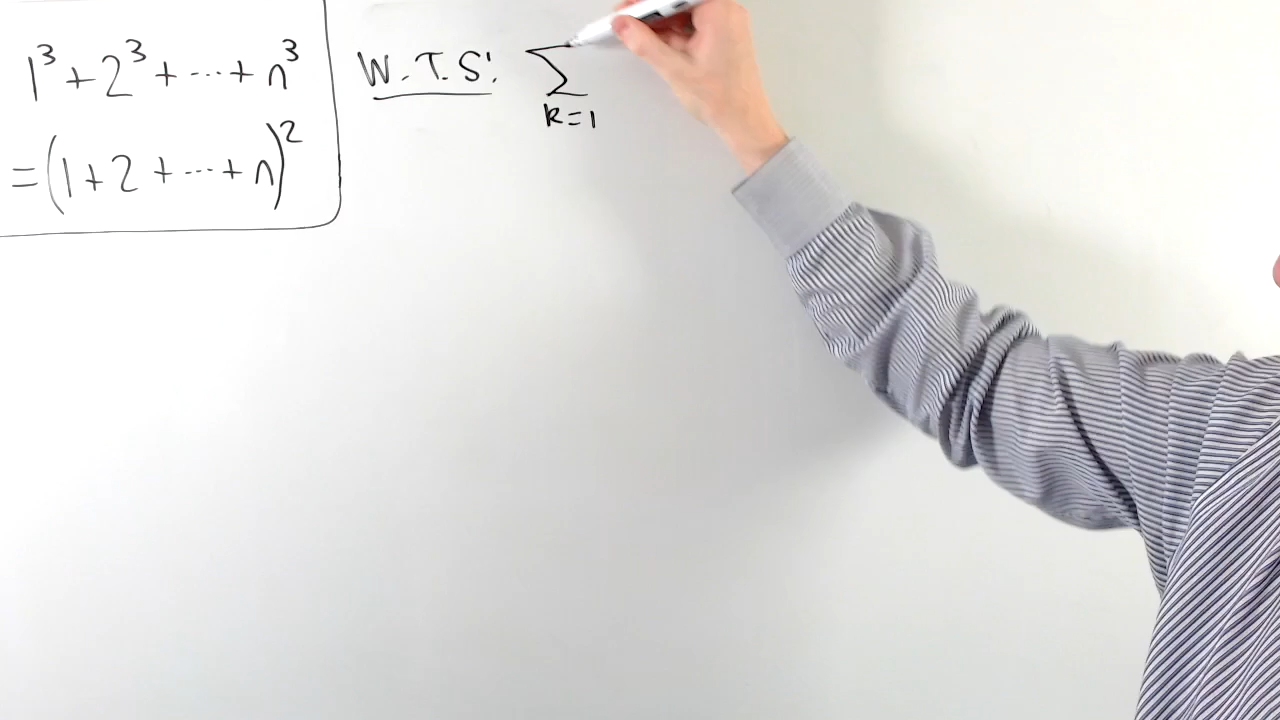 1³+2³+⋯+n³
=(1+2+⋯+n)²
W.T.S: ∑
k=1